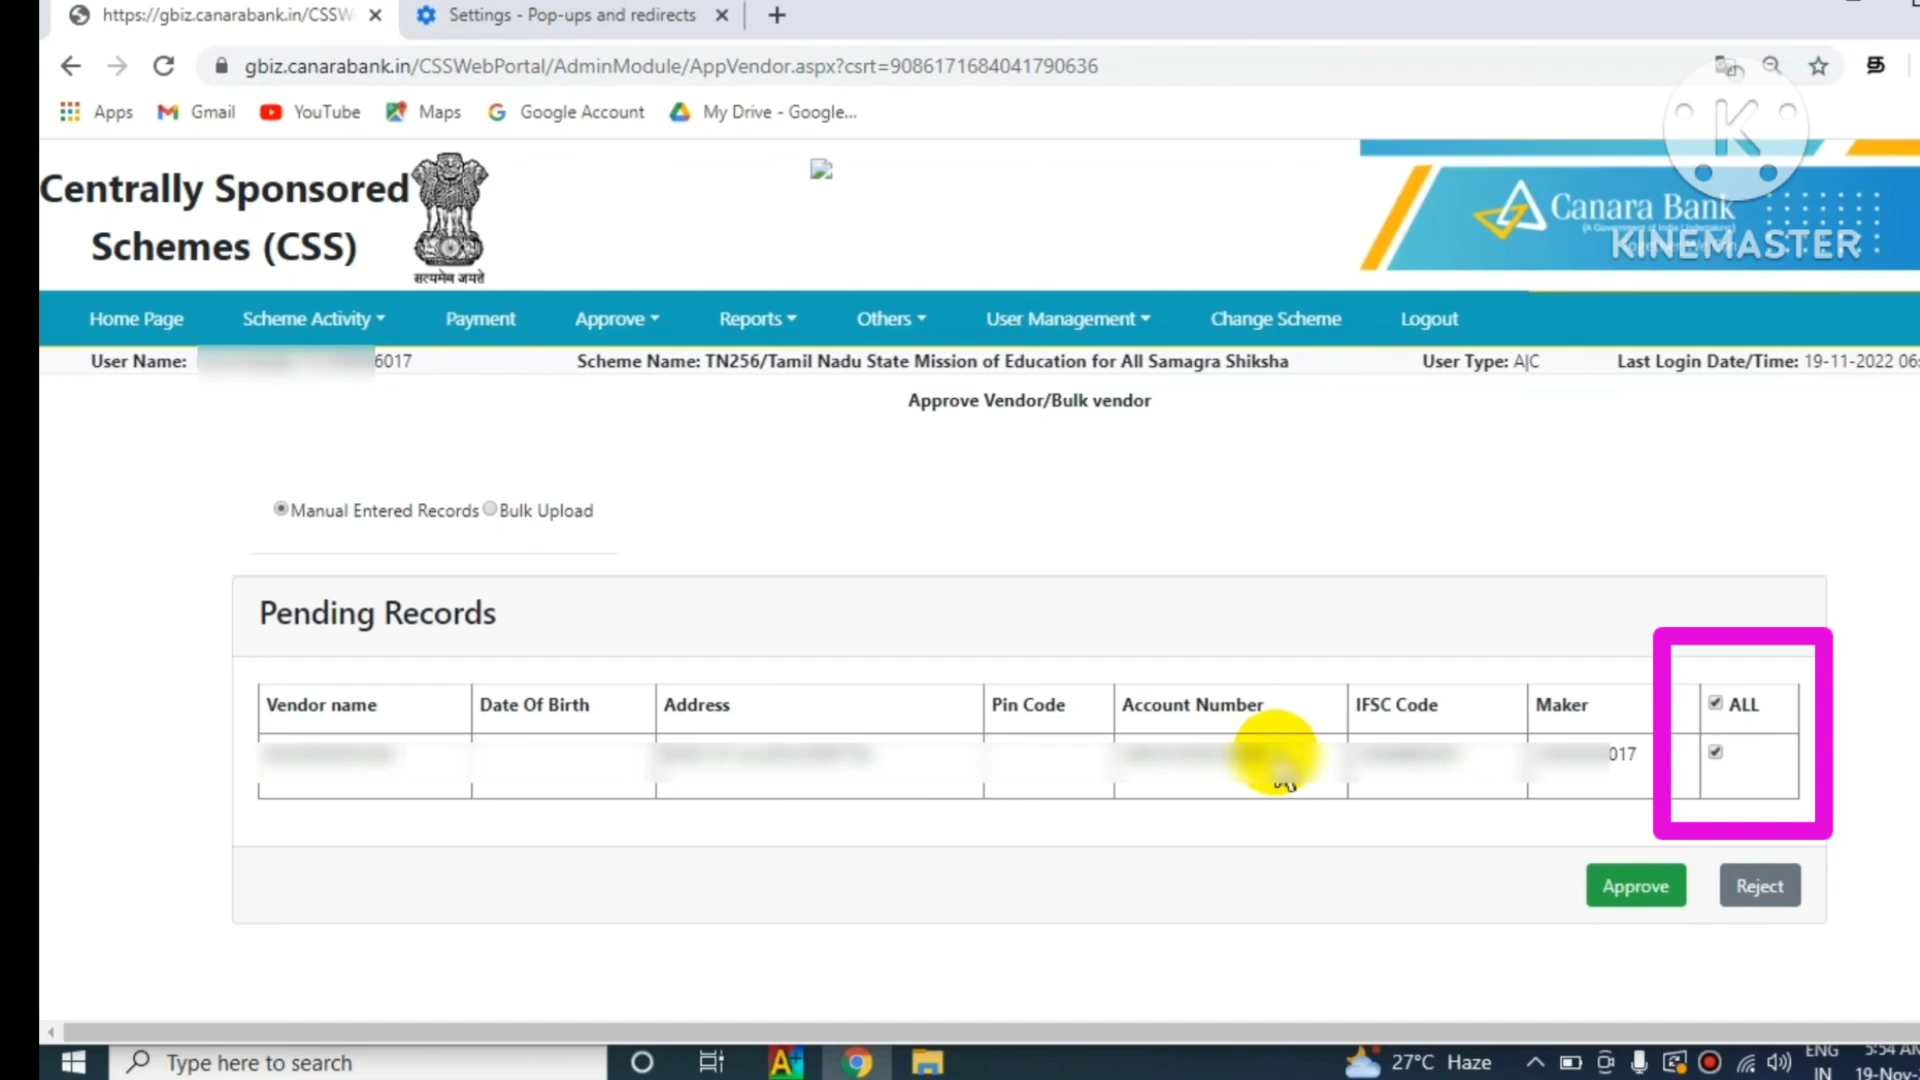 https://gbiz.canarabank.in/CSSW
Settings - Pop-ups and redirects
gbiz.canarabank.in/CSSWebPortal/AdminModule/AppVendor.aspx?csrt=9086171684041790636
Apps Gmail YouTube Maps Google Account My Drive - Google...
Centrally Sponsored
Schemes (CSS)
सत्यमेव जयते
K
Canara Bank
KINEMASTER
Home Page Scheme Activity Payment Approve Reports Others User Management Change Scheme Logout
User Name: 6017 Scheme Name: TN256/Tamil Nadu State Mission of Education for All Samagra Shiksha User Type: A|C Last Login Date/Time: 19-11-2022 06:
Approve Vendor/Bulk vendor
Manual Entered Records Bulk Upload
Pending Records
Vendor name Date Of Birth Address Pin Code Account Number IFSC Code Maker ALL
017
Approve Reject
Type here to search
27°C Haze
ENG
IN
5:54 AM
19-Nov-